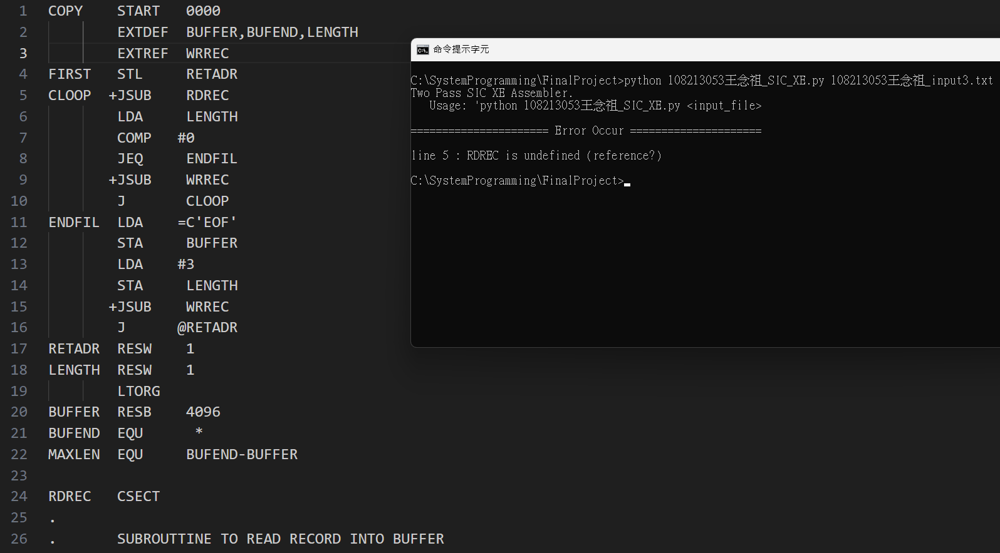 1 COPY START 0000
2 EXTDEF BUFFER,BUFEND,LENGTH
3 EXTREF WRREC
4 FIRST STL RETADR
5 CLOOP +JSUB RDREC
6 LDA LENGTH
7 COMP #0
8 JEQ ENDFIL
9 +JSUB WRREC
10 J CLOOP
11 ENDFIL LDA =C'EOF'
12 STA BUFFER
13 LDA #3
14 STA LENGTH
15 +JSUB WRREC
16 J @RETADR
17 RETADR RESW 1
18 LENGTH RESW 1
19 LTORG
20 BUFFER RESB 4096
21 BUFEND EQU *
22 MAXLEN EQU BUFEND-BUFFER
23
24 RDREC CSECT
25 .
26 . SUBROUTTINE TO READ RECORD INTO BUFFER
命令提示字元
C:\SystemProgramming\FinalProject>python 108213053王念祖_SIC_XE.py 108213053王念祖_input3.txt
Two Pass SIC XE Assembler.
Usage: 'python 108213053王念祖_SIC_XE.py <input_file>
====================== Error Occur =====================
line 5 : RDREC is undefined (reference?)
C:\SystemProgramming\FinalProject>